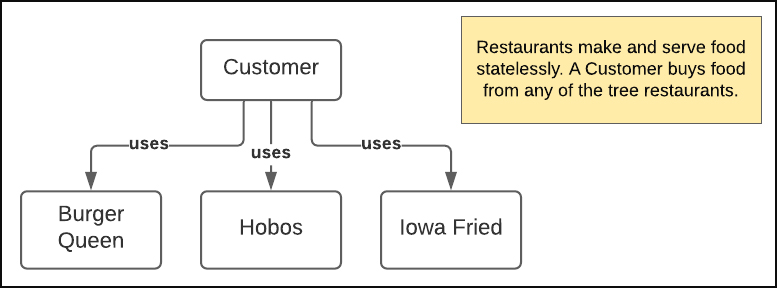 Restaurants make and serve food
statelessly. A Customer buys food
from any of the tree restaurants.
Customer
uses
uses
uses
Burger
Queen
Hobos
Iowa Fried